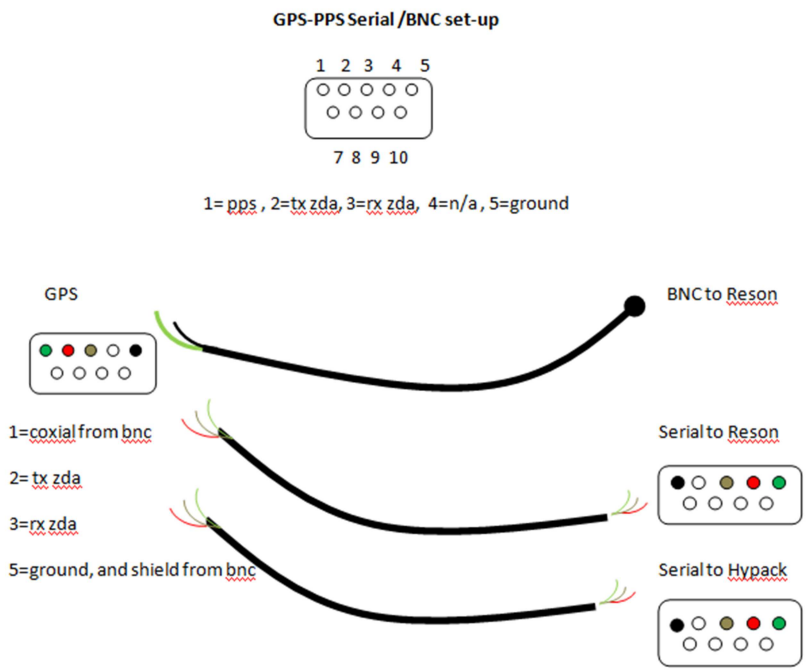 GPS-PPS Serial /BNC set-up
1 2 3 4 5
7 8 9 10
1= pps , 2=tx zda, 3=rx zda, 4=n/a , 5=ground
GPS
BNC to Reson
1=coxial from bnc
Serial to Reson
2= tx zda
3=rx zda
5=ground, and shield from bnc
Serial to Hypack